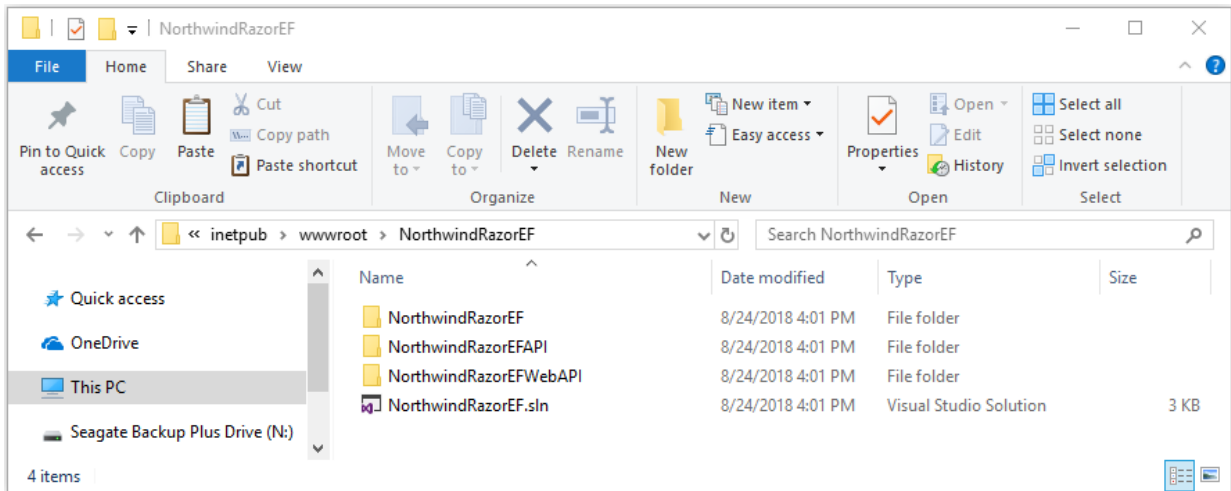 NorthwindRazorEF
File Home Share View
Pin to Quick access
Copy
Paste
Cut
Copy path
Paste shortcut
Clipboard
Move to
Copy to
Delete
Rename
Organize
New folder
New item
Easy access
New
Properties
Open
Edit
History
Open
Select all
Select none
Invert selection
Select
« inetpub › wwwroot › NorthwindRazorEF
Search NorthwindRazorEF
Quick access
OneDrive
This PC
Seagate Backup Plus Drive (N:)
Name Date modified Type Size
NorthwindRazorEF 8/24/2018 4:01 PM File folder
NorthwindRazorEFAPI 8/24/2018 4:01 PM File folder
NorthwindRazorEFWebAPI 8/24/2018 4:01 PM File folder
NorthwindRazorEF.sln 8/24/2018 4:01 PM Visual Studio Solution 3 KB
4 items